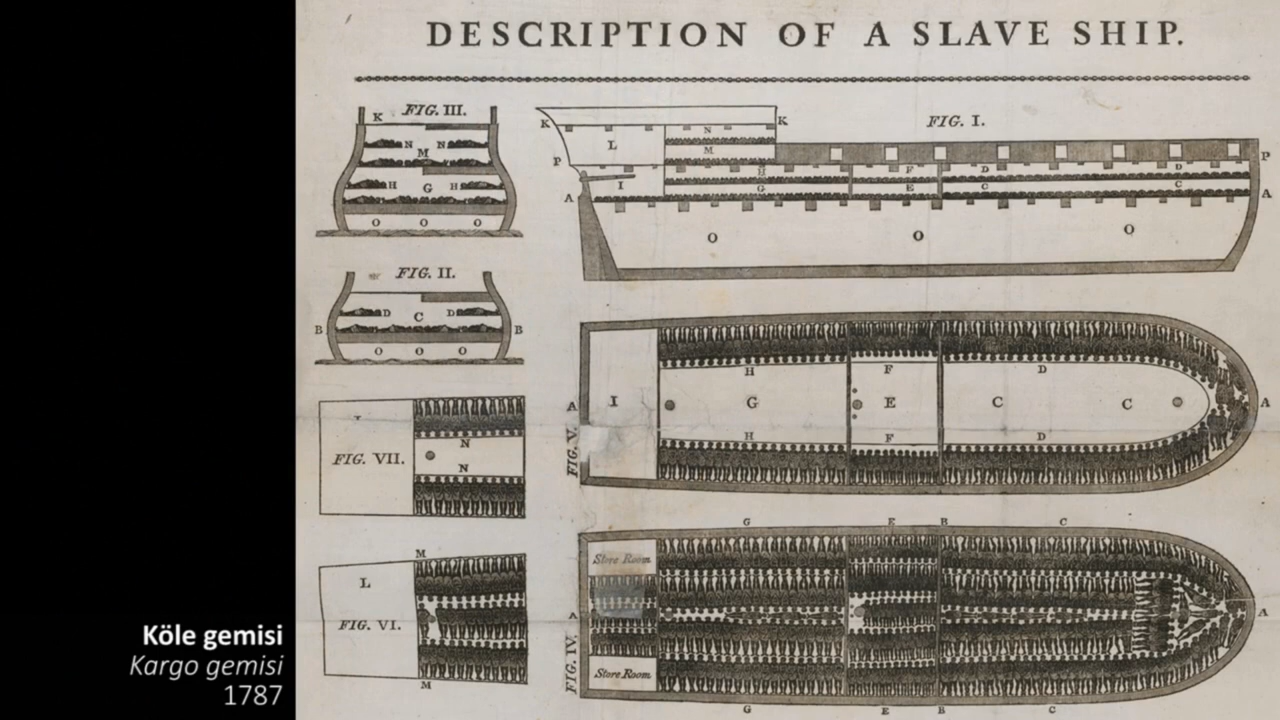 DESCRIPTION OF A SLAVE SHIP.
FIG. III.
K
N N
M
H G H
O O O
FIG. I.
K K
N
L M
P P
H F D D
I G E C C
A A
O O O
FIG. II.
D C D
B B
O O O
FIG. V.
H F D
A I G E C C A
H F D
FIG. VII.
N
N
G E B C
Store Room
A A
FIG. IV.
Store Room
G E B C
M
L
FIG. VI.
M
Köle gemisi
Kargo gemisi
1787